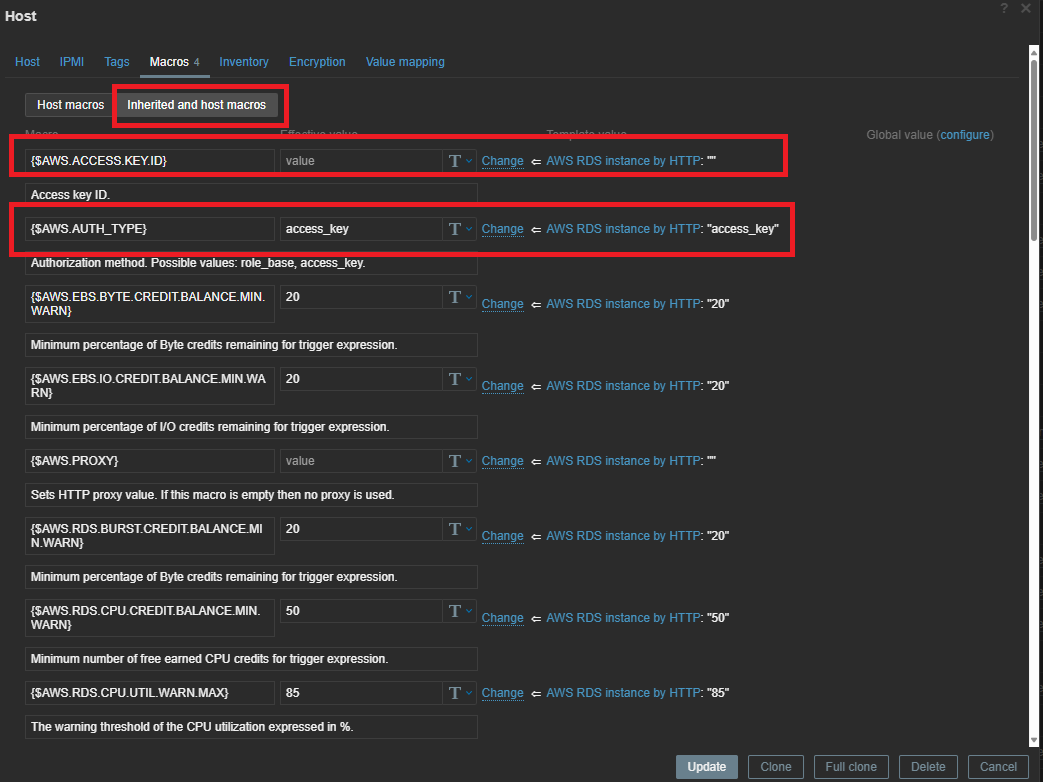 Host
? ✕
Host IPMI Tags Macros 4 Inventory Encryption Value mapping
Host macros Inherited and host macros
Macro Effective value Template value Global value (configure)
{$AWS.ACCESS.KEY.ID} value T Change ⇐ AWS RDS instance by HTTP: ""
Access key ID.
{$AWS.AUTH_TYPE} access_key T Change ⇐ AWS RDS instance by HTTP: "access_key"
Authorization method. Possible values: role_base, access_key.
{$AWS.EBS.BYTE.CREDIT.BALANCE.MIN. 20 T Change ⇐ AWS RDS instance by HTTP: "20"
WARN}
Minimum percentage of Byte credits remaining for trigger expression.
{$AWS.EBS.IO.CREDIT.BALANCE.MIN.WA 20 T Change ⇐ AWS RDS instance by HTTP: "20"
RN}
Minimum percentage of I/O credits remaining for trigger expression.
{$AWS.PROXY} value T Change ⇐ AWS RDS instance by HTTP: ""
Sets HTTP proxy value. If this macro is empty then no proxy is used.
{$AWS.RDS.BURST.CREDIT.BALANCE.MI 20 T Change ⇐ AWS RDS instance by HTTP: "20"
N.WARN}
Minimum percentage of Byte credits remaining for trigger expression.
{$AWS.RDS.CPU.CREDIT.BALANCE.MIN. 50 T Change ⇐ AWS RDS instance by HTTP: "50"
WARN}
Minimum number of free earned CPU credits for trigger expression.
{$AWS.RDS.CPU.UTIL.WARN.MAX} 85 T Change ⇐ AWS RDS instance by HTTP: "85"
The warning threshold of the CPU utilization expressed in %.
Update Clone Full clone Delete Cancel